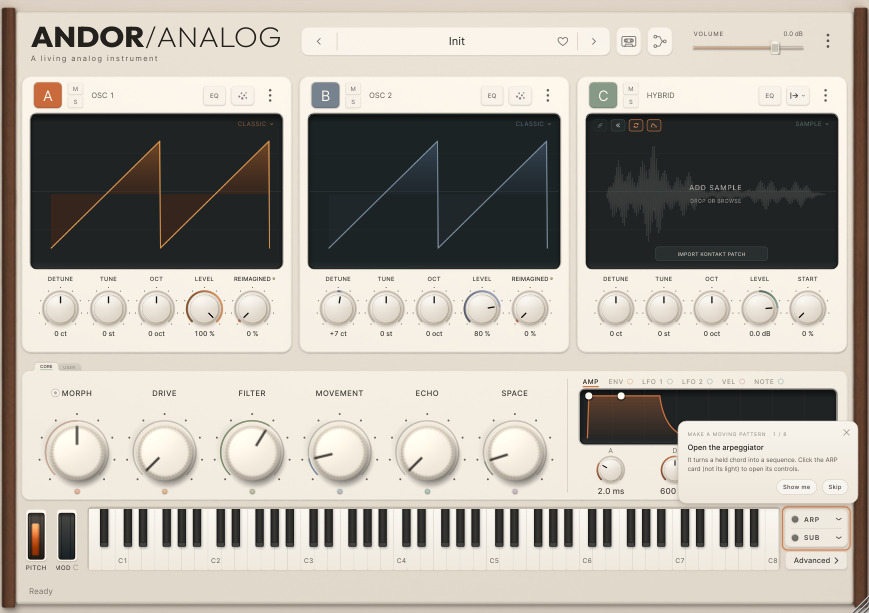 ANDOR/ANALOG
A living analog instrument
Init
VOLUME 0.0 dB
A M S OSC 1 EQ
CLASSIC
DETUNE TUNE OCT LEVEL REIMAGINED
0 ct 0 st 0 oct 100 % 0 %
B M S OSC 2 EQ
CLASSIC
DETUNE TUNE OCT LEVEL REIMAGINED
+7 ct 0 st 0 oct 80 % 0 %
C M S HYBRID EQ
SAMPLE
ADD SAMPLE
DROP OR BROWSE
IMPORT KONTAKT PATCH
DETUNE TUNE OCT LEVEL START
0 ct 0 st 0 oct 0.0 dB 0 %
CORE
MORPH DRIVE FILTER MOVEMENT ECHO SPACE
AMP ENV LFO 1 LFO 2 VEL NOTE
A D
2.0 ms 600
MAKE A MOVING PATTERN 1 / 6
Open the arpeggiator
It turns a held chord into a sequence. Click the ARP
card (not its light) to open its controls.
Show me Skip
PITCH MOD
C1 C2 C3 C4 C5 C6 C7 C8
ARP
SUB
Advanced
Ready